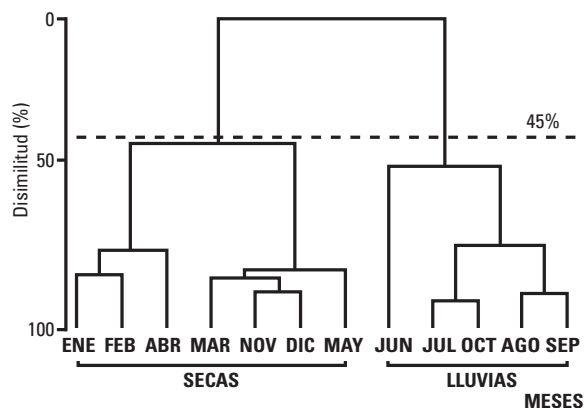 0
45%
Disimilitud (%)
50
100
ENE FEB ABR MAR NOV DIC MAY JUN JUL OCT AGO SEP
SECAS LLUVIAS
MESES